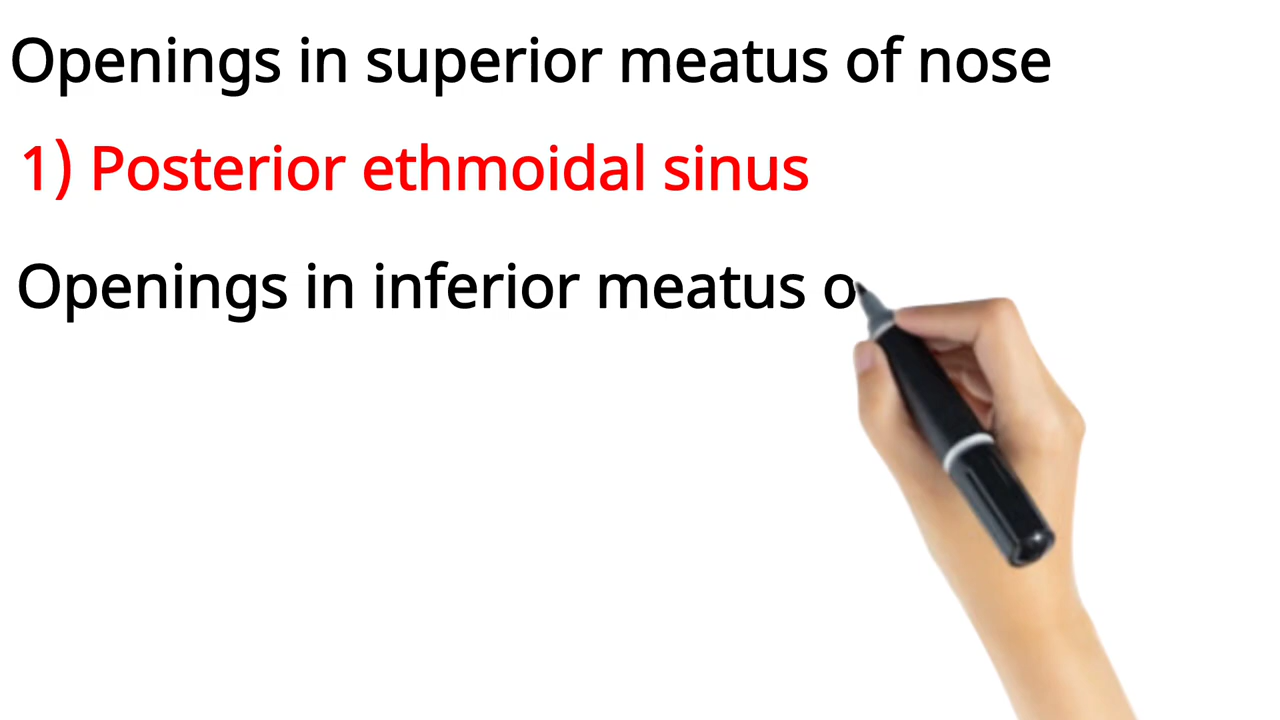 Openings in superior meatus of nose
1) Posterior ethmoidal sinus
Openings in inferior meatus o